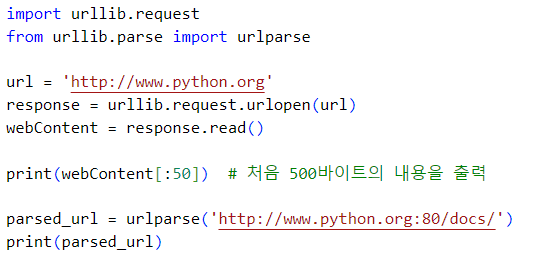 import urllib.request
from urllib.parse import urlparse
url = 'http://www.python.org'
response = urllib.request.urlopen(url)
webContent = response.read()
print(webContent[:50])  # 처음 500바이트의 내용을 출력
parsed_url = urlparse('http://www.python.org:80/docs/')
print(parsed_url)